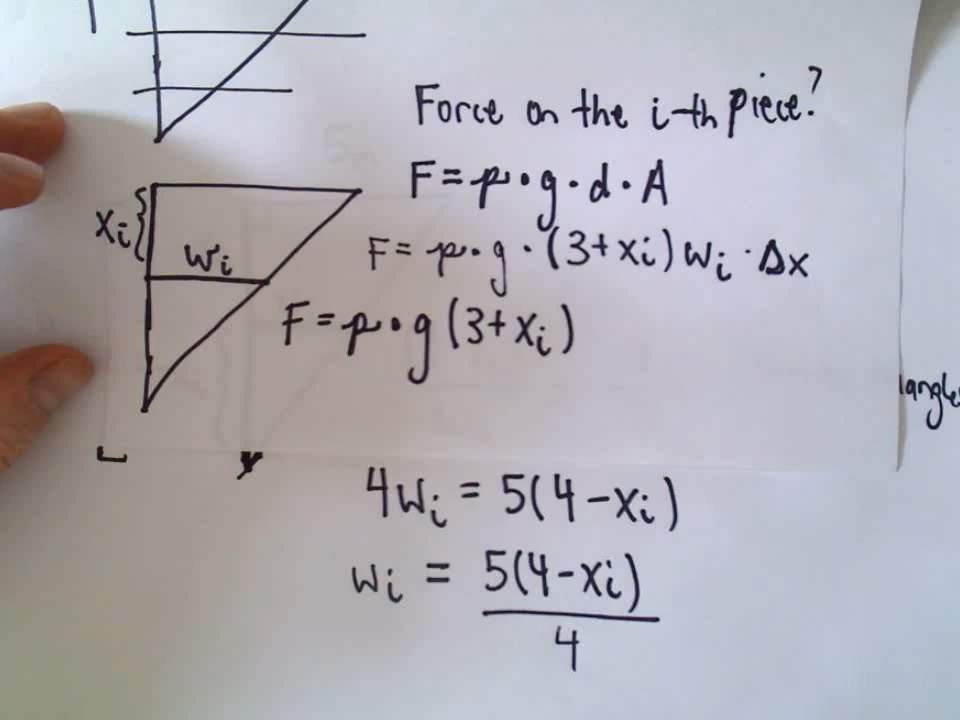 Force on the i-th piece?
F = ρ · g · d · A
xi
wi
F = ρ · g · (3+xi) wi · Δx
F = ρ · g (3+xi)
angles
4wi = 5(4-xi)
wi = 5(4-xi)
4